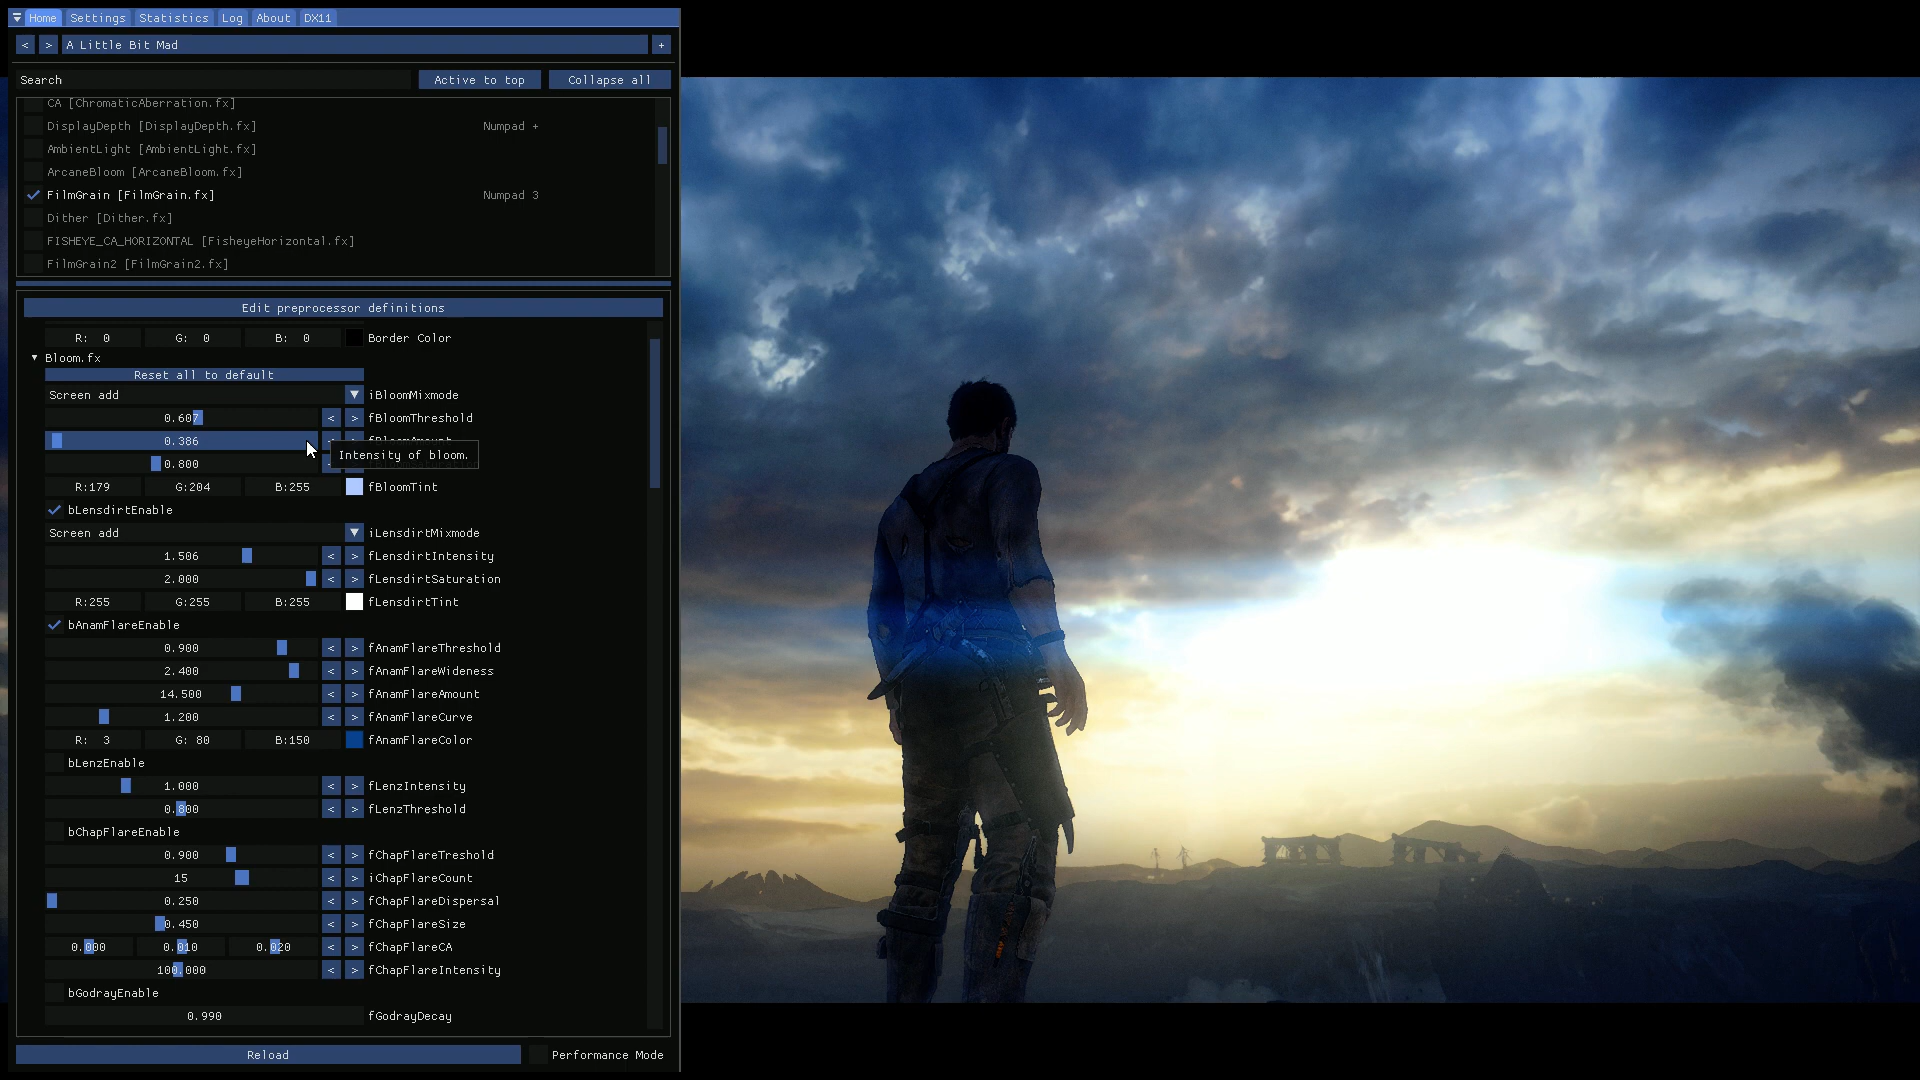 Home Settings Statistics Log About DX11
< > A Little Bit Mad +
Search Active to top Collapse all
CA [ChromaticAberration.fx]
DisplayDepth [DisplayDepth.fx] Numpad +
AmbientLight [AmbientLight.fx]
ArcaneBloom [ArcaneBloom.fx]
FilmGrain [FilmGrain.fx] Numpad 3
Dither [Dither.fx]
FISHEYE_CA_HORIZONTAL [FisheyeHorizontal.fx]
FilmGrain2 [FilmGrain2.fx]
Edit preprocessor definitions
R: 0 G: 0 B: 0 Border Color
Bloom.fx
Reset all to default
Screen add iBloomMixmode
0.607 < > fBloomThreshold
0.386 fBloomAmount
Intensity of bloom.
0.800
R:179 G:204 B:255 fBloomTint
bLensdirtEnable
Screen add iLensdirtMixmode
1.506 < > fLensdirtIntensity
2.000 < > fLensdirtSaturation
R:255 G:255 B:255 fLensdirtTint
bAnamFlareEnable
0.900 < > fAnamFlareThreshold
2.400 < > fAnamFlareWideness
14.500 < > fAnamFlareAmount
1.200 < > fAnamFlareCurve
R: 3 G: 80 B:150 fAnamFlareColor
bLenzEnable
1.000 < > fLenzIntensity
0.800 < > fLenzThreshold
bChapFlareEnable
0.900 < > fChapFlareTreshold
15 < > iChapFlareCount
0.250 < > fChapFlareDispersal
0.450 < > fChapFlareSize
0.000 0.010 0.020 < > fChapFlareCA
100.000 < > fChapFlareIntensity
bGodrayEnable
0.990 fGodrayDecay
Reload Performance Mode